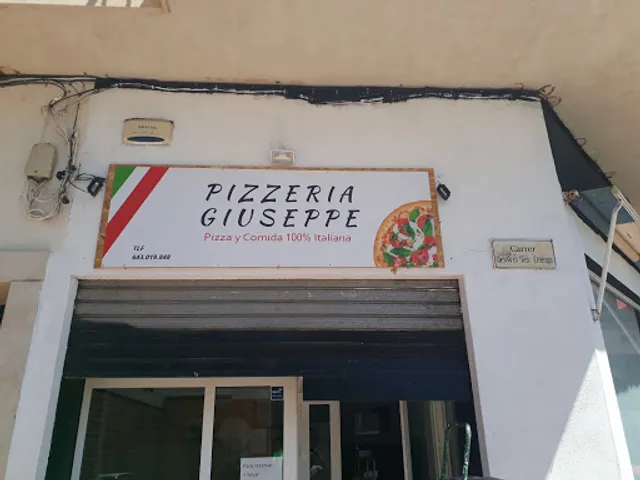 PIZZERIA
GIUSEPPE
Pizza y Comida 100% Italiana
TLF
Carrer